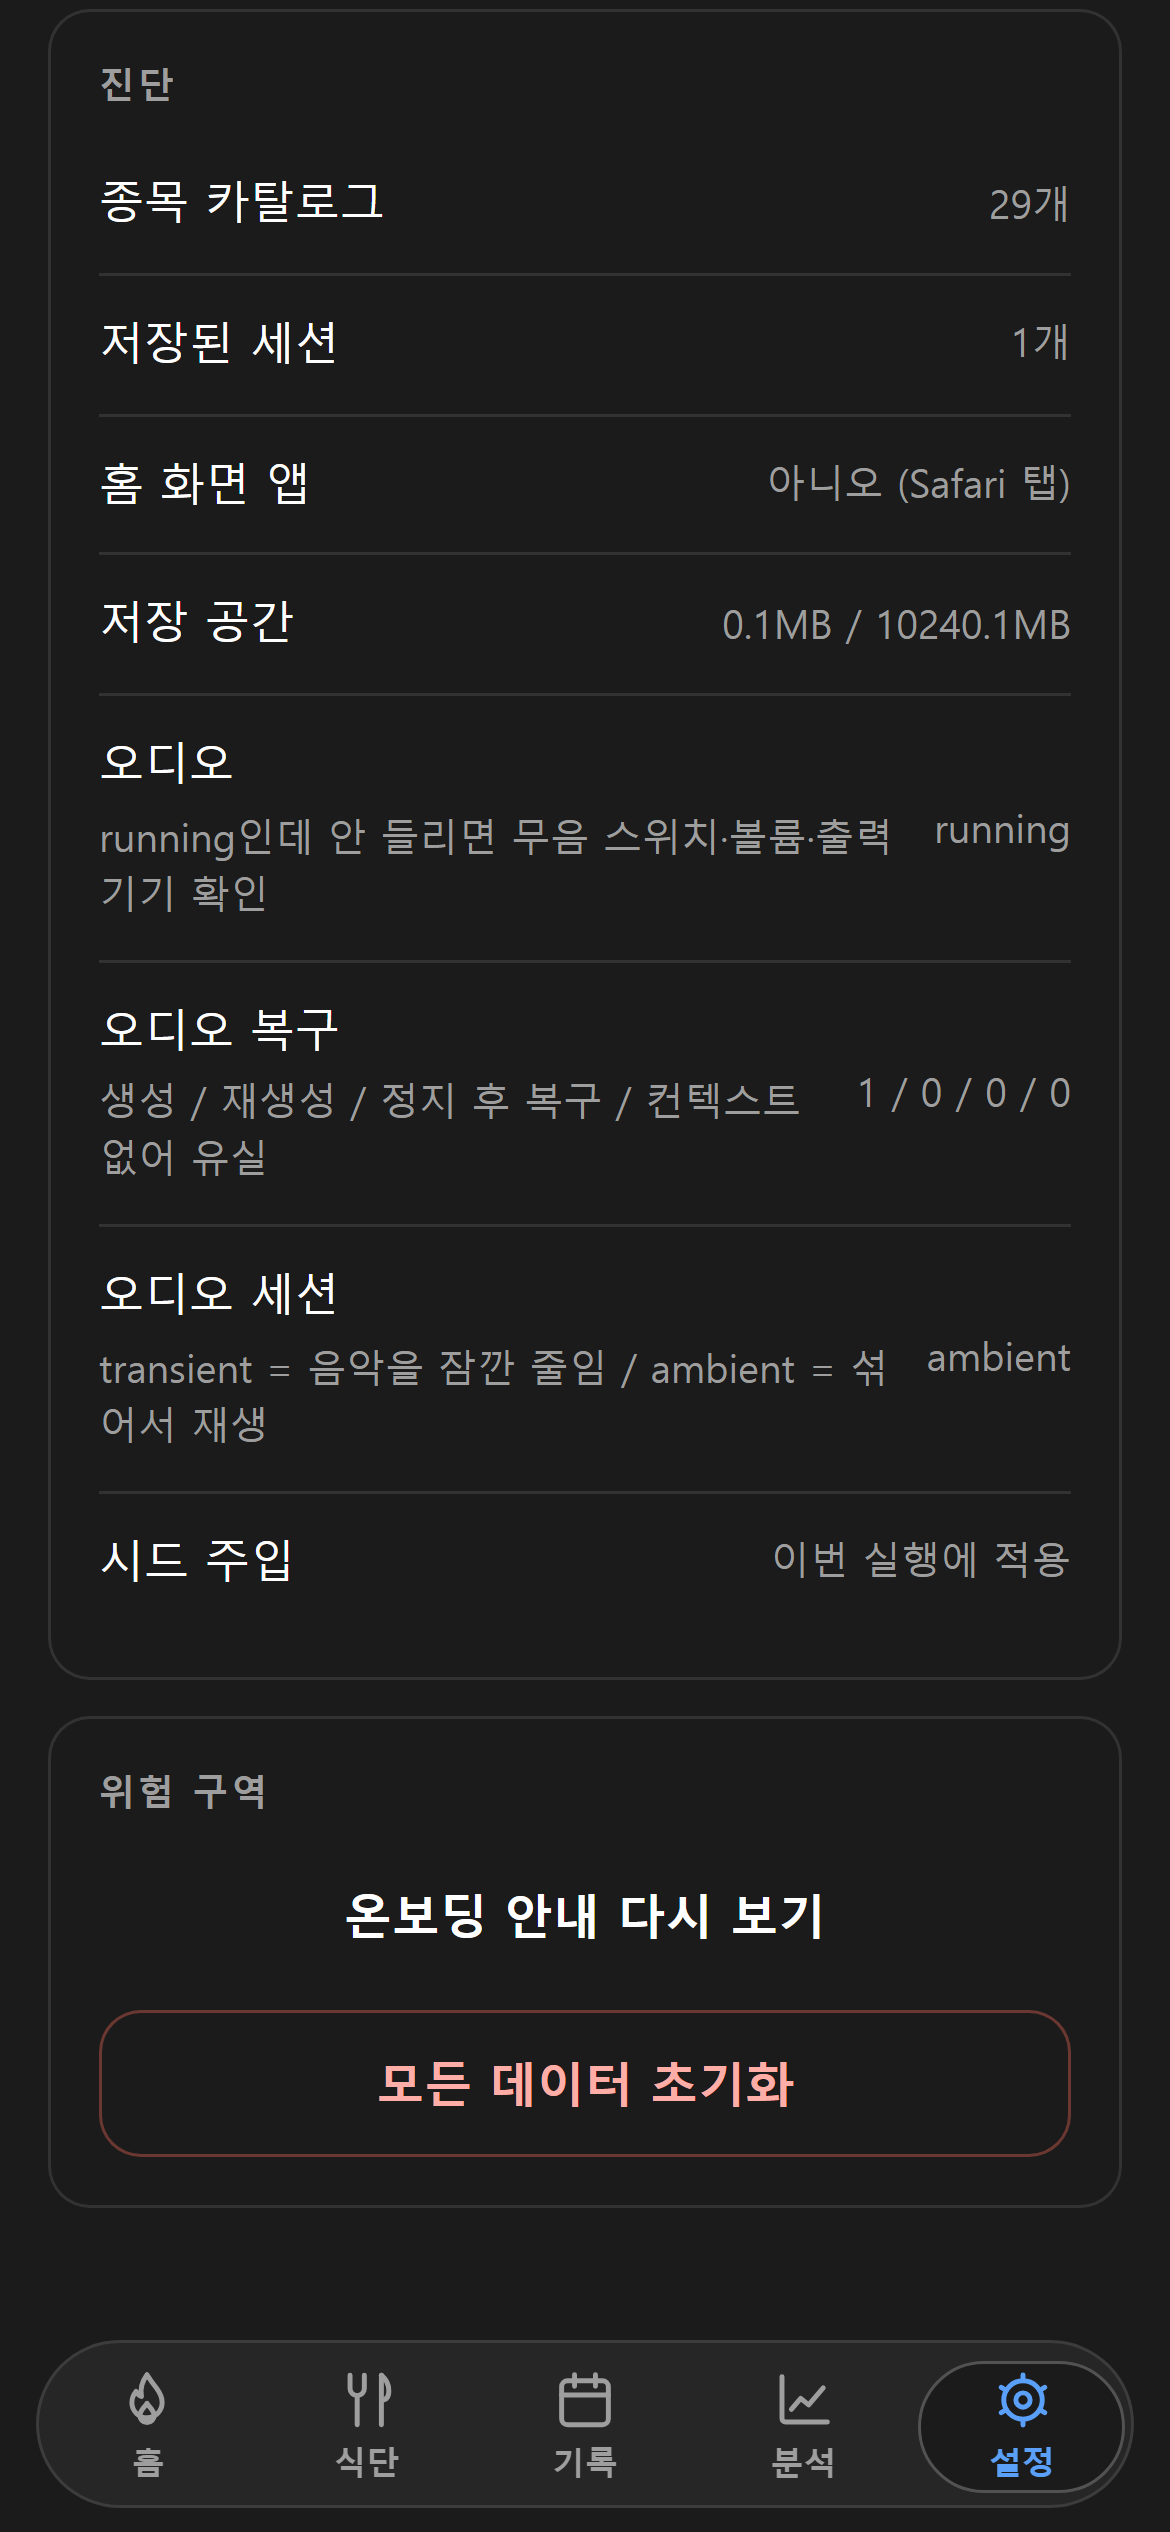 진단
종목 카탈로그 29개
저장된 세션 1개
홈 화면 앱 아니오 (Safari 탭)
저장 공간 0.1MB / 10240.1MB
오디오
running인데 안 들리면 무음 스위치·볼륨·출력 running
기기 확인
오디오 복구
생성 / 재생성 / 정지 후 복구 / 컨텍스트 1 / 0 / 0 / 0
없어 유실
오디오 세션
transient = 음악을 잠깐 줄임 / ambient = 섞 ambient
어서 재생
시드 주입 이번 실행에 적용
위험 구역
온보딩 안내 다시 보기
모든 데이터 초기화
홈 식단 기록 분석 설정